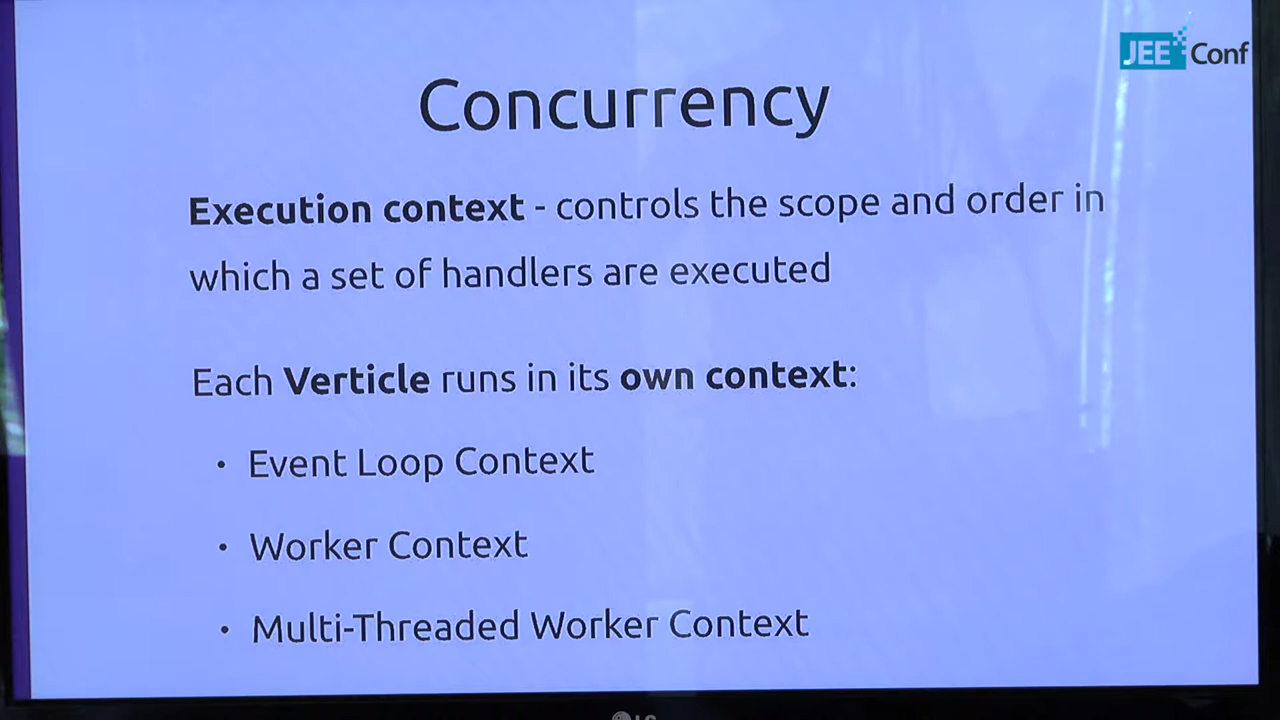 JEE Conf
Concurrency
Execution context - controls the scope and order in
which a set of handlers are executed
Each Verticle runs in its own context:
• Event Loop Context
• Worker Context
• Multi-Threaded Worker Context
LG